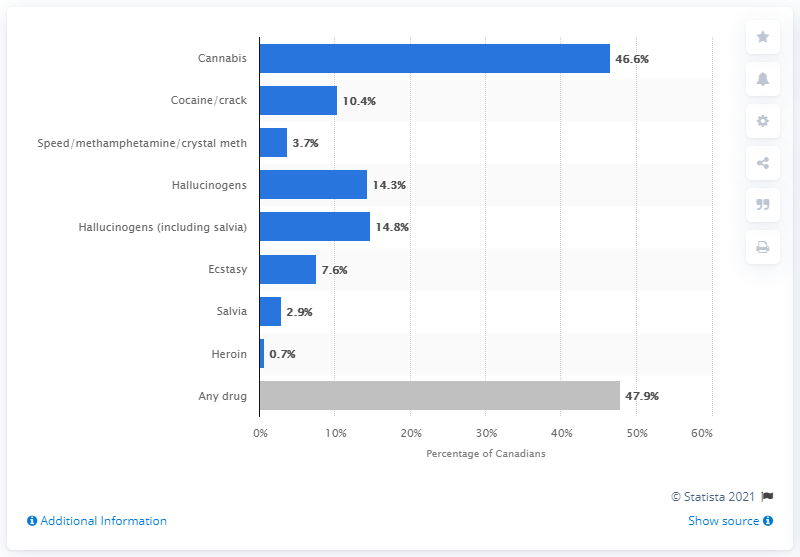 Cannabis 46.6%
Cocaine/crack 10.4%
Speed/methamphetamine/crystal meth 3.7%
Hallucinogens 14.3%
Hallucinogens (including salvia) 14.8%
Ecstasy 7.6%
Salvia 2.9%
Heroin 0.7%
Any drug 47.9%
0% 10% 20% 30% 40% 50% 60%
Percentage of Canadians
© Statista 2021
Additional Information Show source